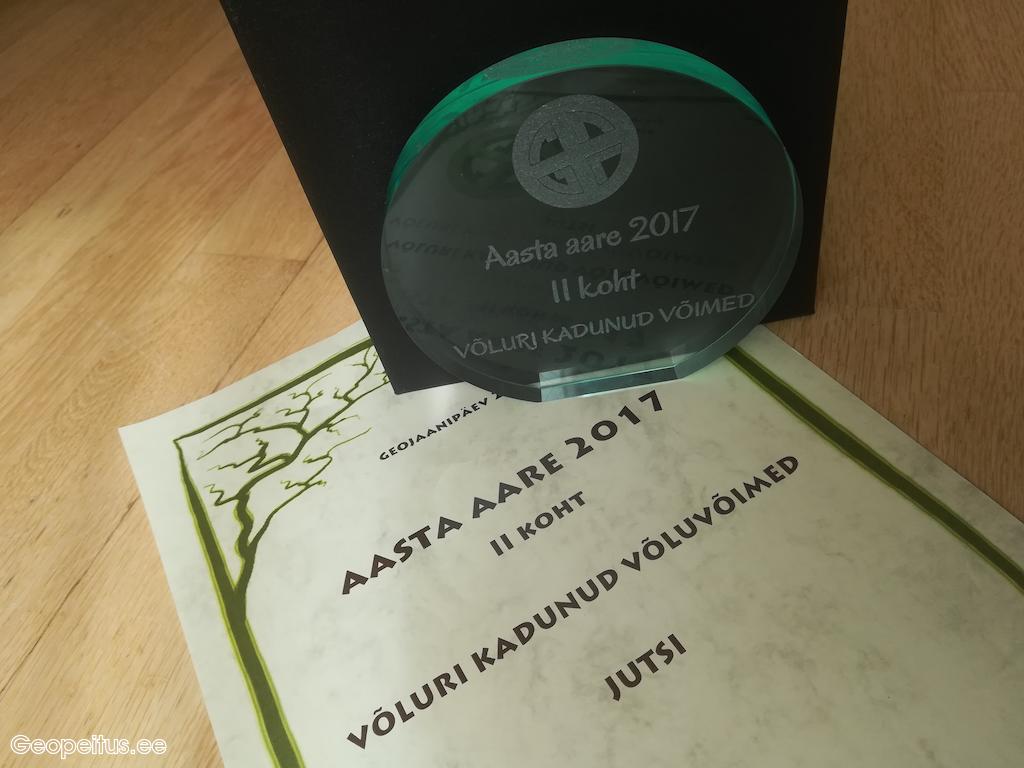 Aasta aare 2017
II koht
VÕLURI KADUNUD VÕIMED
GEOJAANIPÄEV
AASTA AARE 2017
II KOHT
VÕLURI KADUNUD VÕLUVÕIMED
JUTSI
Geopeitus.ee